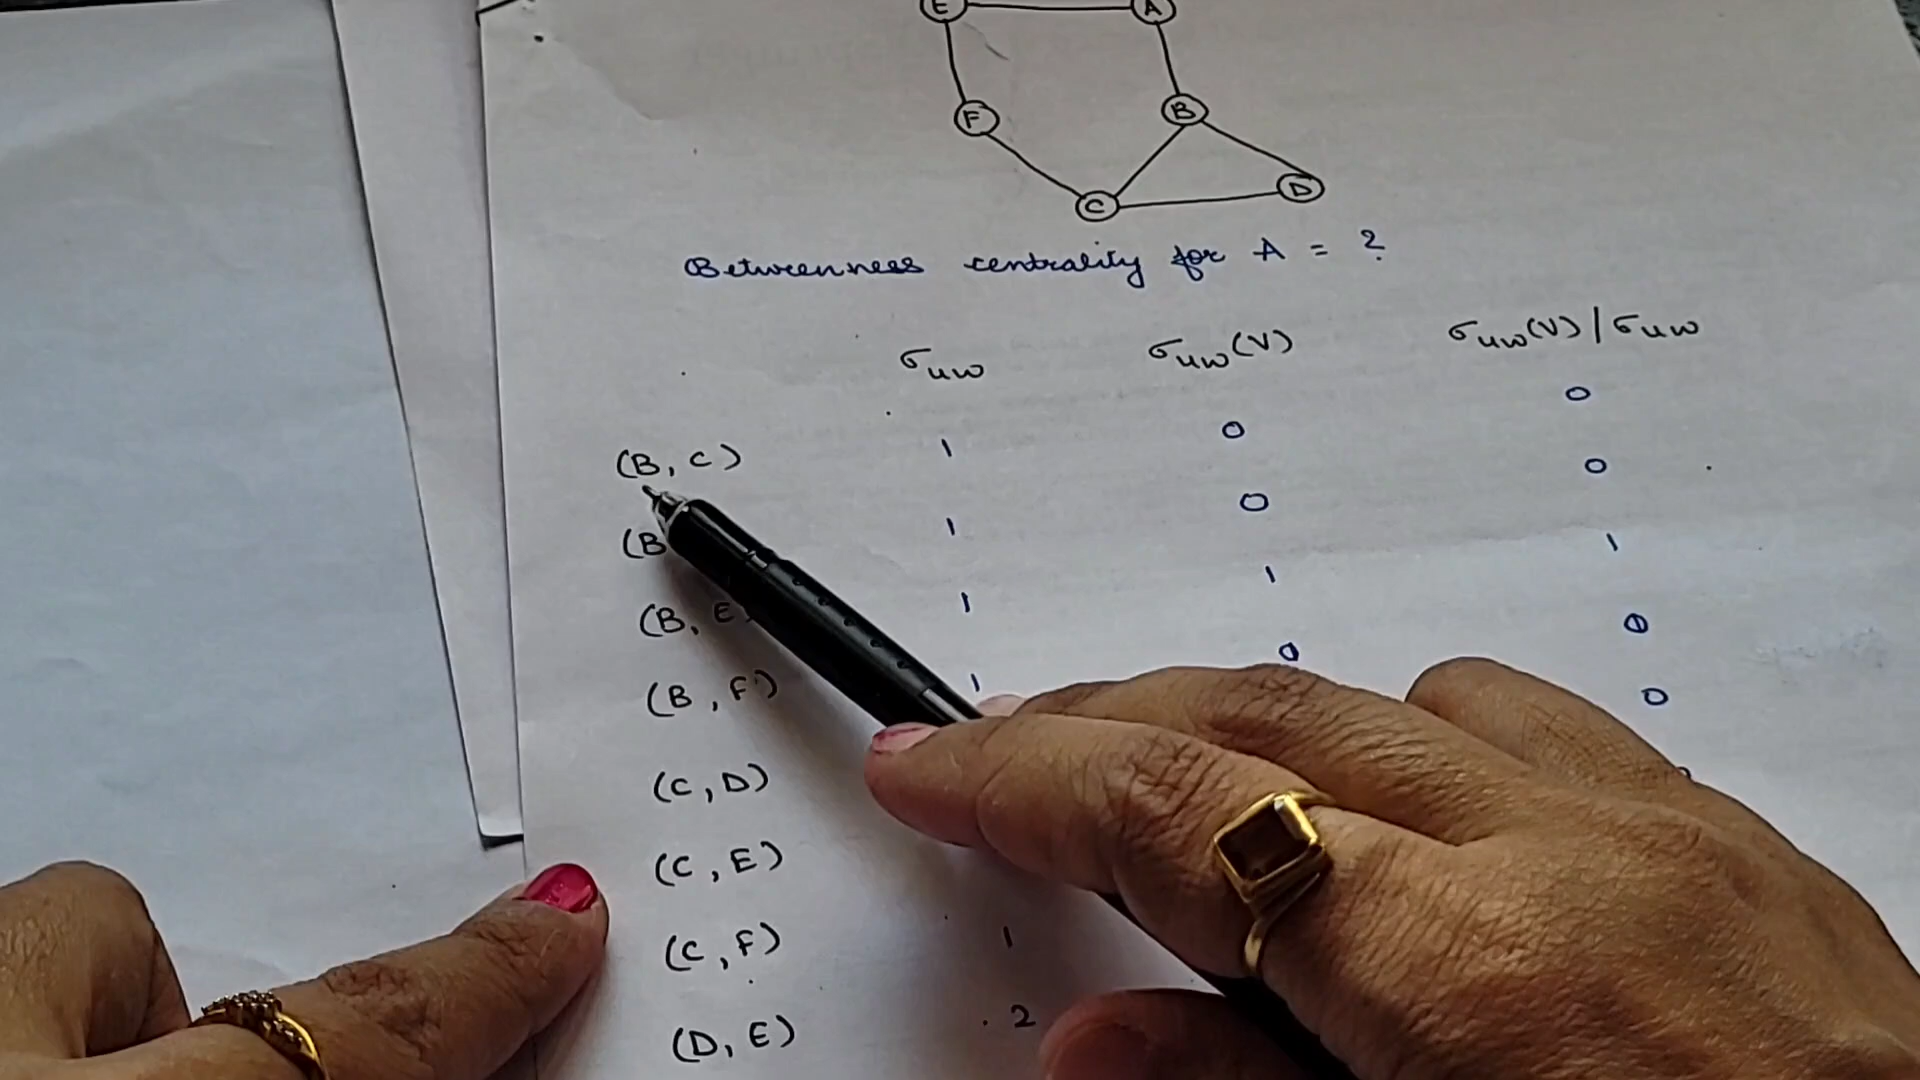 E A
F B
C D
Betweenness centrality for A = ?
σuw σuw(V) σuw(V) | σuw
(B, C) 1 0 0
(B 1 0 0
(B, E) 1 1 1
(B, F) 1 0 0
(C, D) 0
(C, E)
(C, F) 1
(D, E) 2